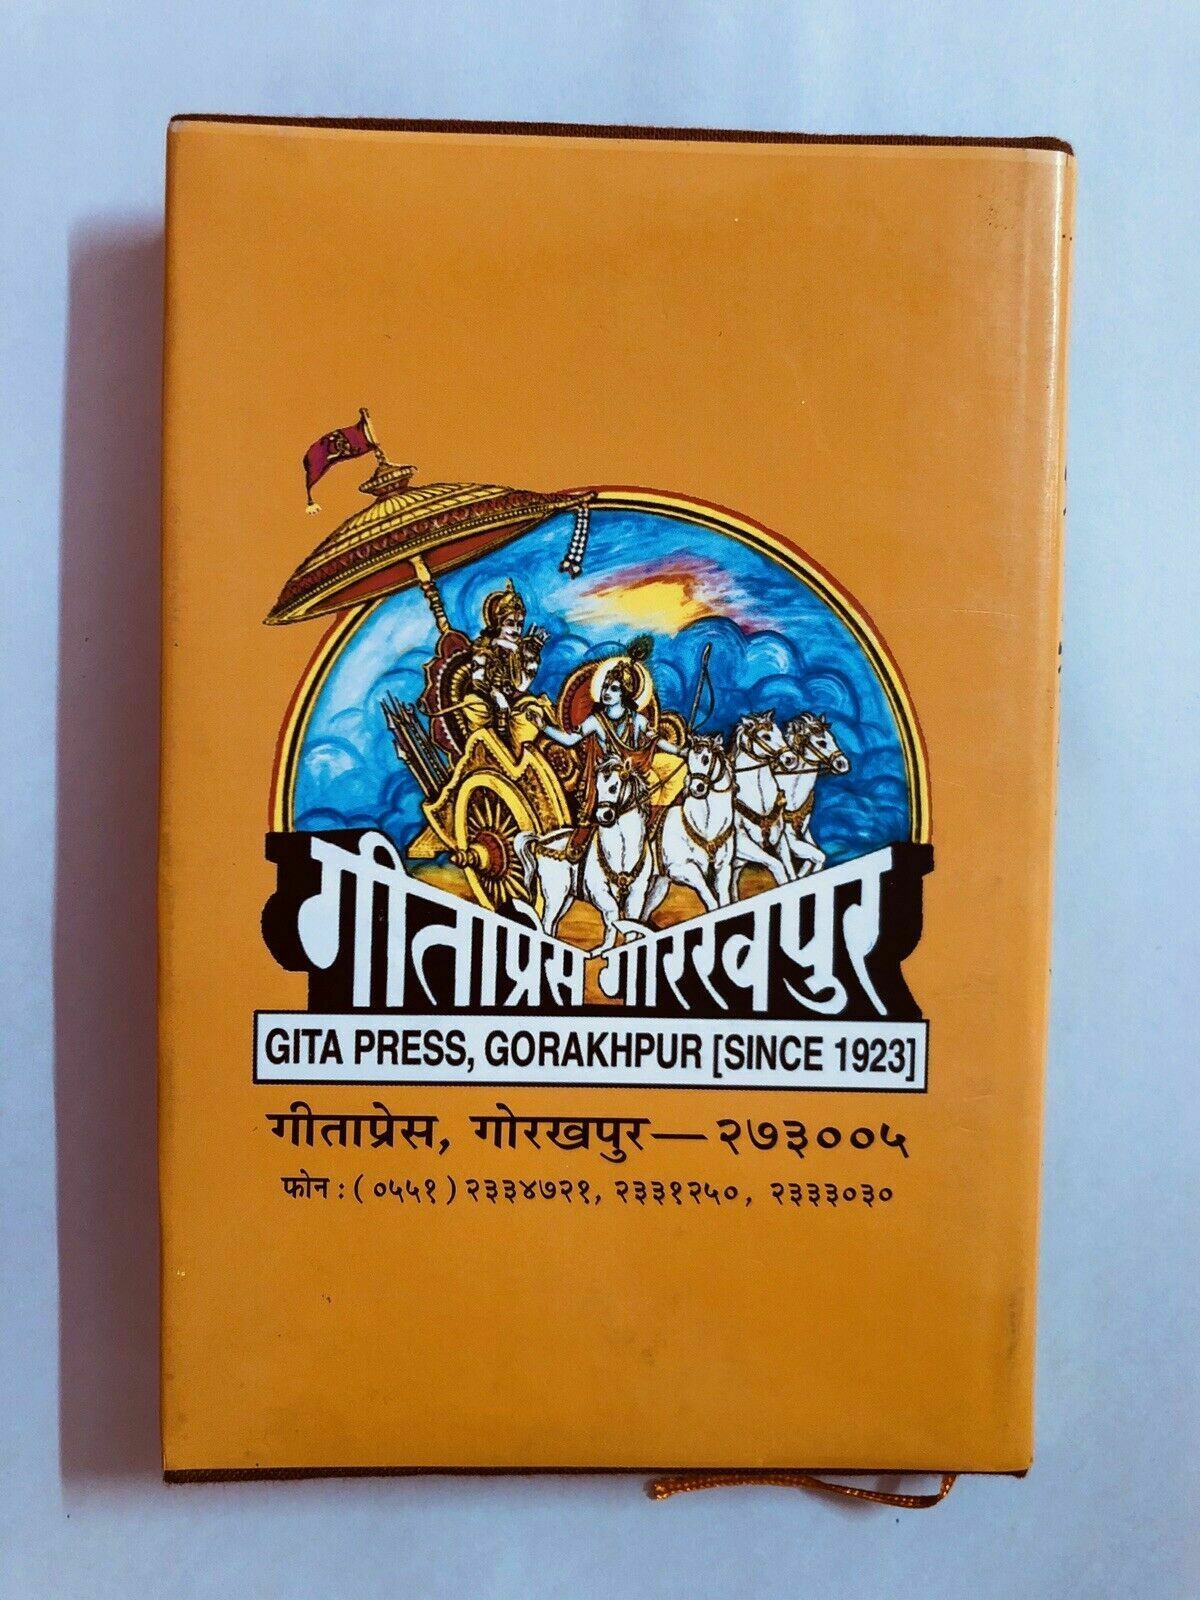 गीताप्रेस गोरखपुर
GITA PRESS, GORAKHPUR [SINCE 1923]
गीताप्रेस, गोरखपुर—२७३००५
फोन : ( ०५५१ ) २३३४७२१, २३३१२५०, २३३३०३०